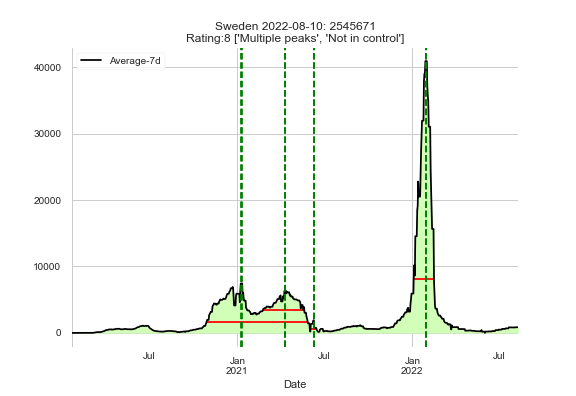 Sweden 2022-08-10: 2545671
Rating:8 ['Multiple peaks', 'Not in control']
Average-7d
40000
30000
20000
10000
0
Jul
Jan
2021
Jul
Jan
2022
Jul
Date